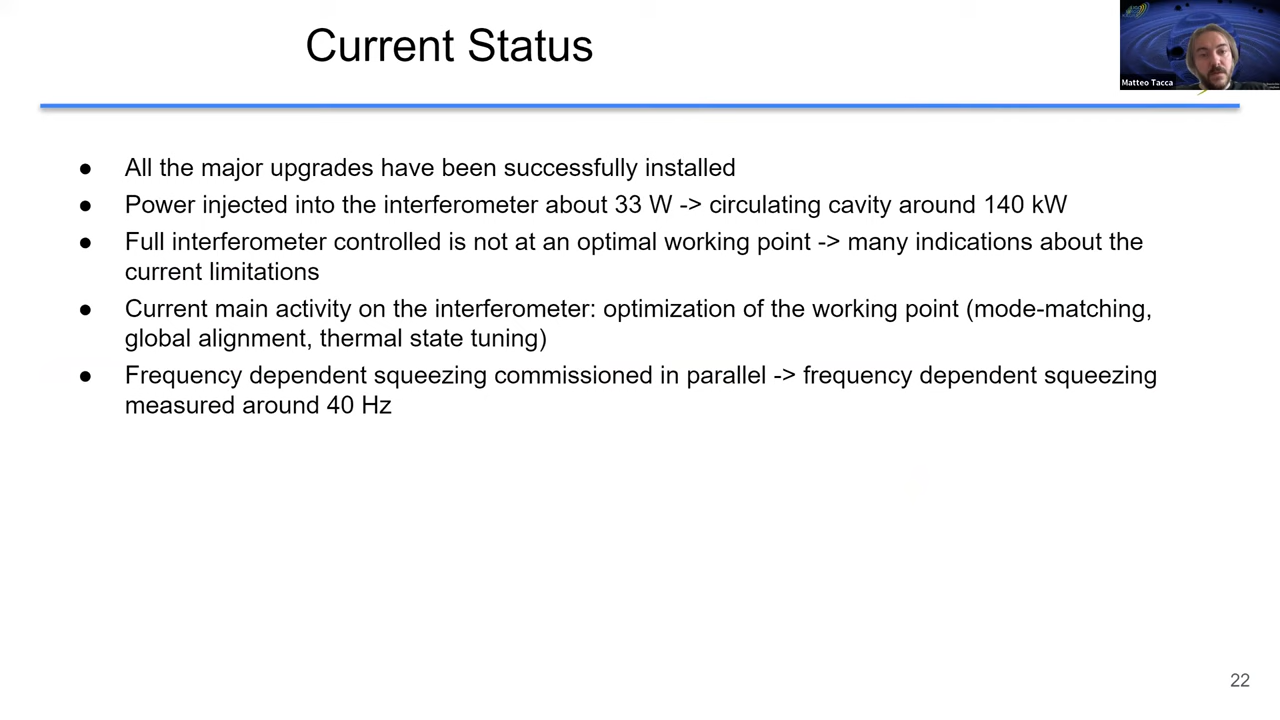 Current Status
Matteo Tacca
● All the major upgrades have been successfully installed
● Power injected into the interferometer about 33 W -> circulating cavity around 140 kW
● Full interferometer controlled is not at an optimal working point -> many indications about the
current limitations
● Current main activity on the interferometer: optimization of the working point (mode-matching,
global alignment, thermal state tuning)
● Frequency dependent squeezing commissioned in parallel -> frequency dependent squeezing
measured around 40 Hz
22